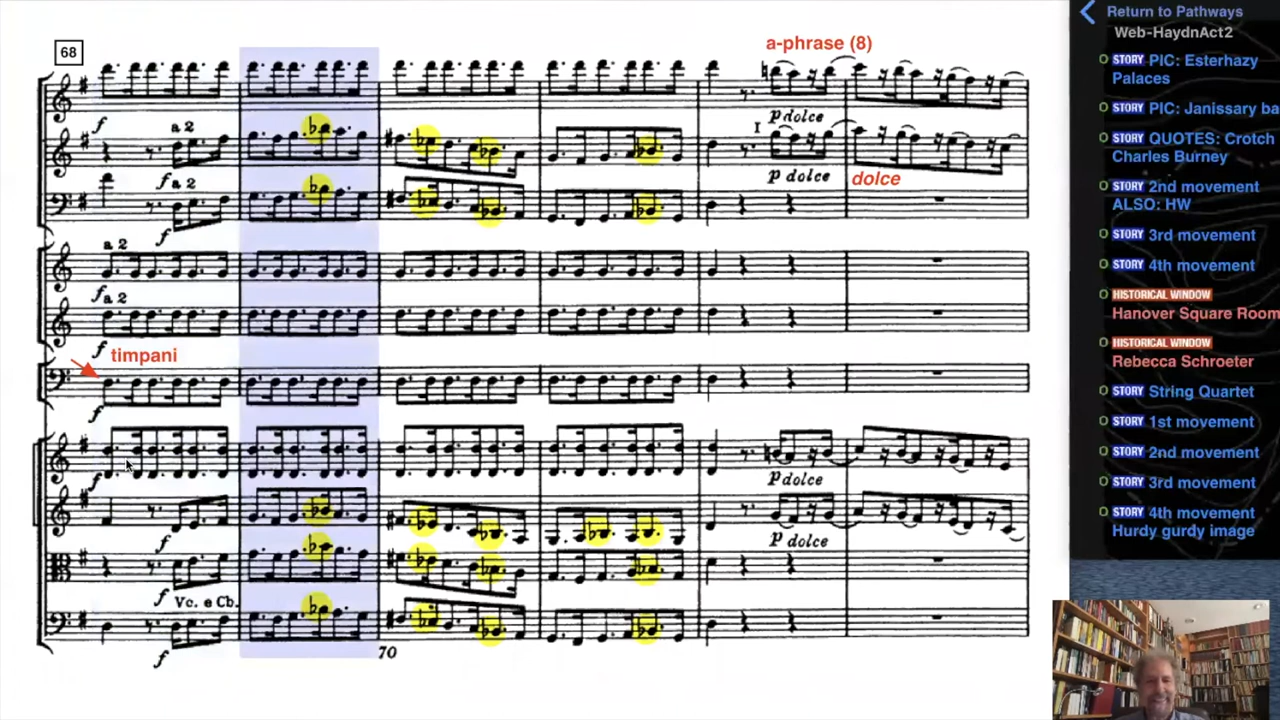 68
a-phrase (8)
f
a 2
f a 2
f
p dolce
I
p dolce
dolce
a 2
f a 2
f
timpani
f
f
p dolce
f
p dolce
f Vc. e Cb.
f
70
Return to Pathways
Web-HaydnAct2
STORY PIC: Esterhazy
Palaces
STORY PIC: Janissary ba
STORY QUOTES: Crotch
Charles Burney
STORY 2nd movement
ALSO: HW
STORY 3rd movement
STORY 4th movement
HISTORICAL WINDOW
Hanover Square Room
HISTORICAL WINDOW
Rebecca Schroeter
STORY String Quartet
STORY 1st movement
STORY 2nd movement
STORY 3rd movement
STORY 4th movement
Hurdy gurdy image